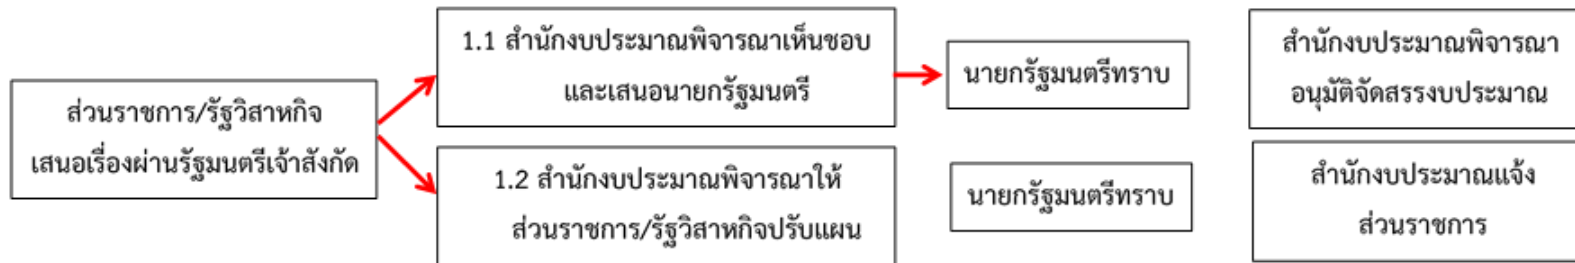 ส่วนราชการ/รัฐวิสาหกิจ
เสนอเรื่องผ่านรัฐมนตรีเจ้าสังกัด
1.1 สำนักงบประมาณพิจารณาเห็นชอบ
และเสนอนายกรัฐมนตรี
นายกรัฐมนตรีทราบ
สำนักงบประมาณพิจารณา
อนุมัติจัดสรรงบประมาณ
1.2 สำนักงบประมาณพิจารณาให้
ส่วนราชการ/รัฐวิสาหกิจปรับแผน
นายกรัฐมนตรีทราบ
สำนักงบประมาณแจ้ง
ส่วนราชการ